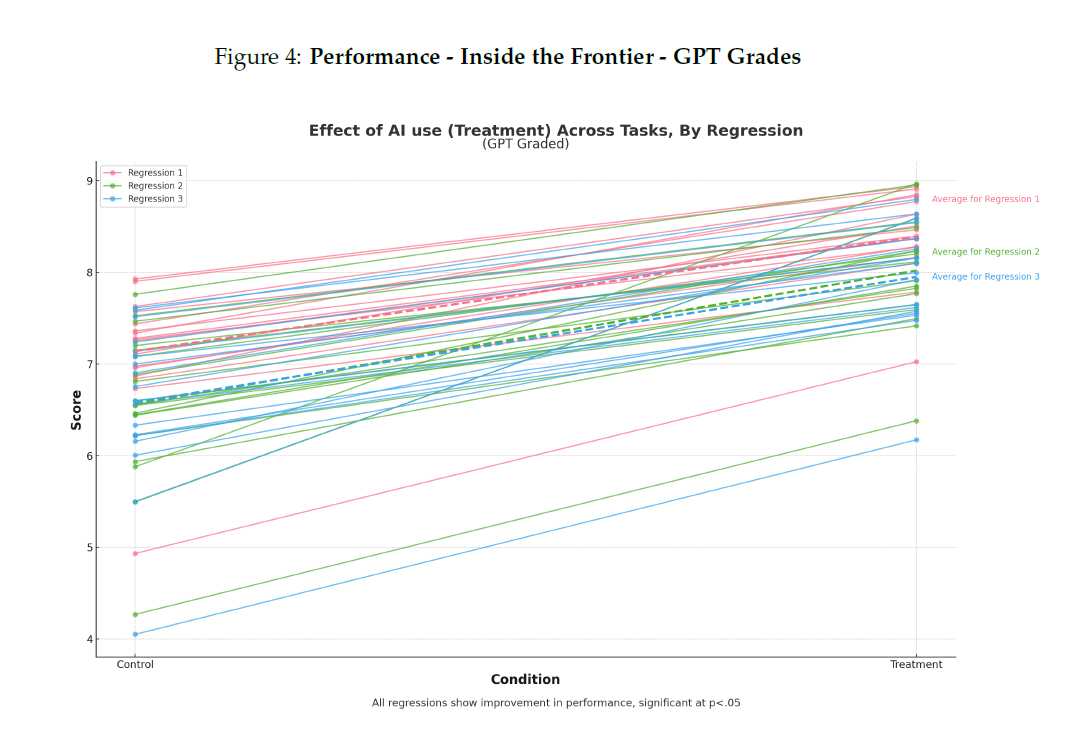 Figure 4: Performance - Inside the Frontier - GPT Grades
Effect of AI use (Treatment) Across Tasks, By Regression
(GPT Graded)
Regression 1
Regression 2
Regression 3
9
8
7
6
5
4
Score
Average for Regression 1
Average for Regression 2
Average for Regression 3
Control
Treatment
Condition
All regressions show improvement in performance, significant at p<.05